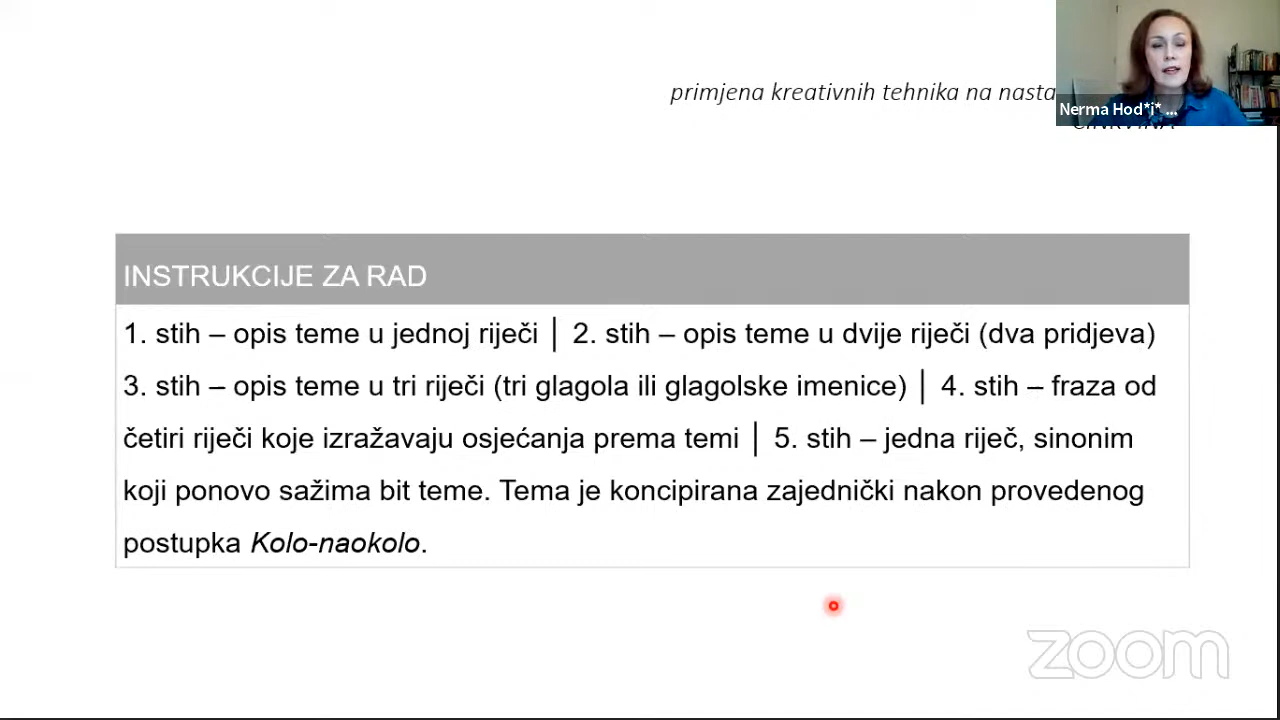 primjena kreativnih tehnika na
Nerma Hod*i* ...
INSTRUKCIJE ZA RAD
1. stih – opis teme u jednoj riječi │ 2. stih – opis teme u dvije riječi (dva pridjeva)
3. stih – opis teme u tri riječi (tri glagola ili glagolske imenice) │ 4. stih – fraza od
četiri riječi koje izražavaju osjećanja prema temi │ 5. stih – jedna riječ, sinonim
koji ponovo sažima bit teme. Tema je koncipirana zajednički nakon provedenog
postupka Kolo-naokolo.
zoom